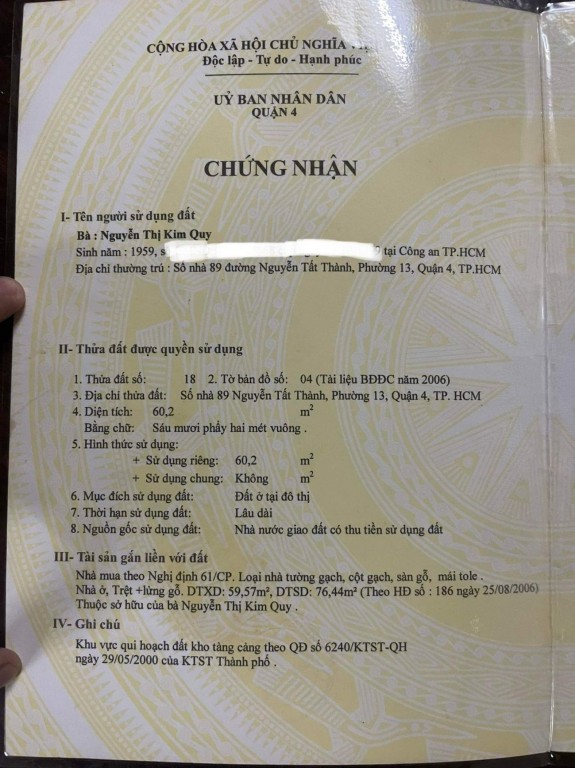 CỘNG HÒA XÃ HỘI CHỦ NGHĨA
Độc lập - Tự do - Hạnh phúc
UỶ BAN NHÂN DÂN
QUẬN 4
CHỨNG NHẬN
I- Tên người sử dụng đất
Bà : Nguyễn Thị Kim Quy
Sinh năm : 1959, tại Công an TP.HCM
Địa chỉ thường trú : Số nhà 89 đường Nguyễn Tất Thành, Phường 13, Quận 4, TP.HCM
II- Thửa đất được quyền sử dụng
1. Thửa đất số: 18 2. Tờ bản đồ số: 04 (Tài liệu BĐĐC năm 2006)
3. Địa chỉ thửa đất: Số nhà 89 Nguyễn Tất Thành, Phường 13, Quận 4, TP. HCM
4. Diện tích: 60,2 m²
Bằng chữ: Sáu mươi phẩy hai mét vuông .
5. Hình thức sử dụng:
+ Sử dụng riêng: 60,2 m²
+ Sử dụng chung: Không m²
6. Mục đích sử dụng đất: Đất ở tại đô thị
7. Thời hạn sử dụng đất: Lâu dài
8. Nguồn gốc sử dụng đất: Nhà nước giao đất có thu tiền sử dụng đất
III- Tài sản gắn liền với đất
Nhà mua theo Nghị định 61/CP. Loại nhà tường gạch, cột gạch, sàn gỗ, mái tole .
Nhà ở, Trệt +lửng gỗ. DTXD: 59,57m², DTSD: 76,44m² (Theo HĐ số : 186 ngày 25/08/2006)
Thuộc sở hữu của bà Nguyễn Thị Kim Quy .
IV- Ghi chú
Khu vực qui hoạch đất kho tàng cảng theo QĐ số 6240/KTST-QH
ngày 29/05/2000 của KTST Thành phố .